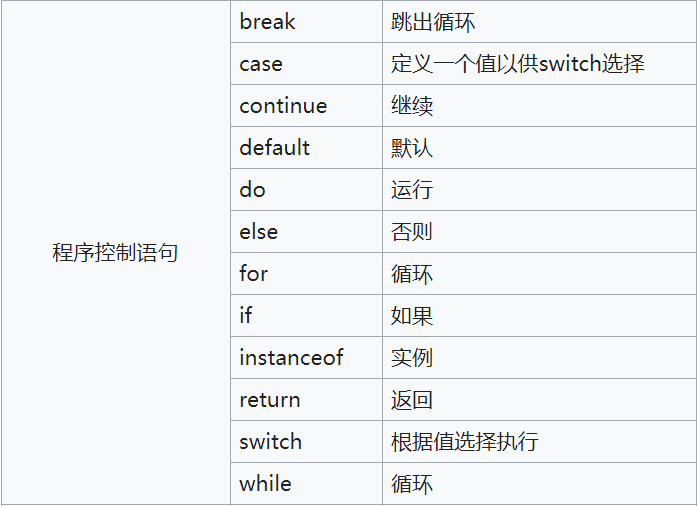 程序控制语句
break 跳出循环
case 定义一个值以供switch选择
continue 继续
default 默认
do 运行
else 否则
for 循环
if 如果
instanceof 实例
return 返回
switch 根据值选择执行
while 循环